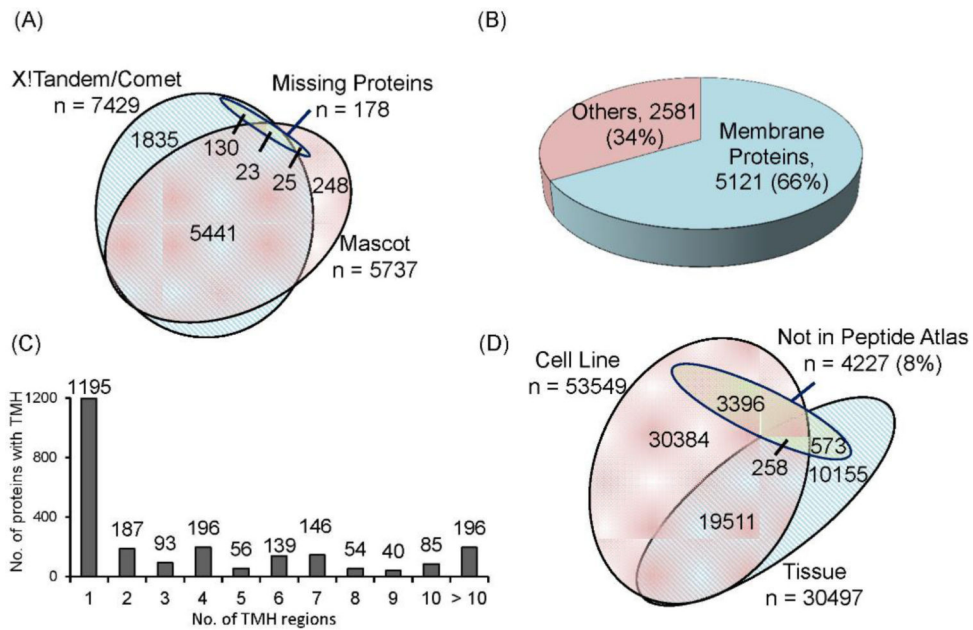 (A)
X!Tandem/Comet
n = 7429
Missing Proteins
n = 178
1835
130
23
25
248
5441
Mascot
n = 5737
(B)
Others, 2581
(34%)
Membrane
Proteins,
5121 (66%)
(C)
No. of proteins with TMH
1200
800
400
0
1195
187
93
196
56
139
146
54
40
85
196
1 2 3 4 5 6 7 8 9 10 > 10
No. of TMH regions
(D)
Cell Line
n = 53549
Not in Peptide Atlas
n = 4227 (8%)
3396
30384
573
258
10155
19511
Tissue
n = 30497